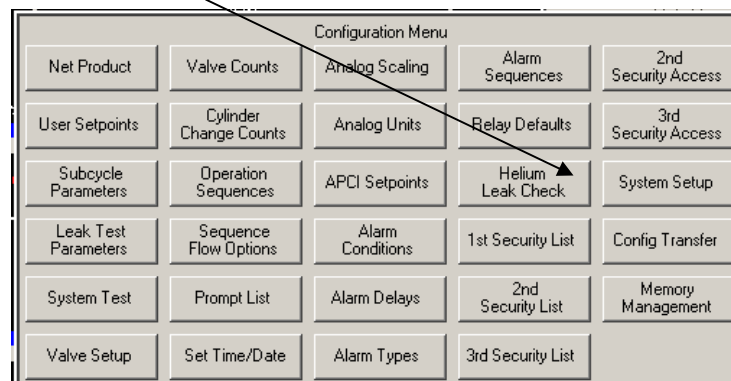 Configuration Menu
Net Product
Valve Counts
Analog Scaling
Alarm
Sequences
2nd
Security Access
User Setpoints
Cylinder
Change Counts
Analog Units
Relay Defaults
3rd
Security Access
Subcycle
Parameters
Operation
Sequences
APCI Setpoints
Helium
Leak Check
System Setup
Leak Test
Parameters
Sequence
Flow Options
Alarm
Conditions
1st Security List
Config Transfer
System Test
Prompt List
Alarm Delays
2nd
Security List
Memory
Management
Valve Setup
Set Time/Date
Alarm Types
3rd Security List